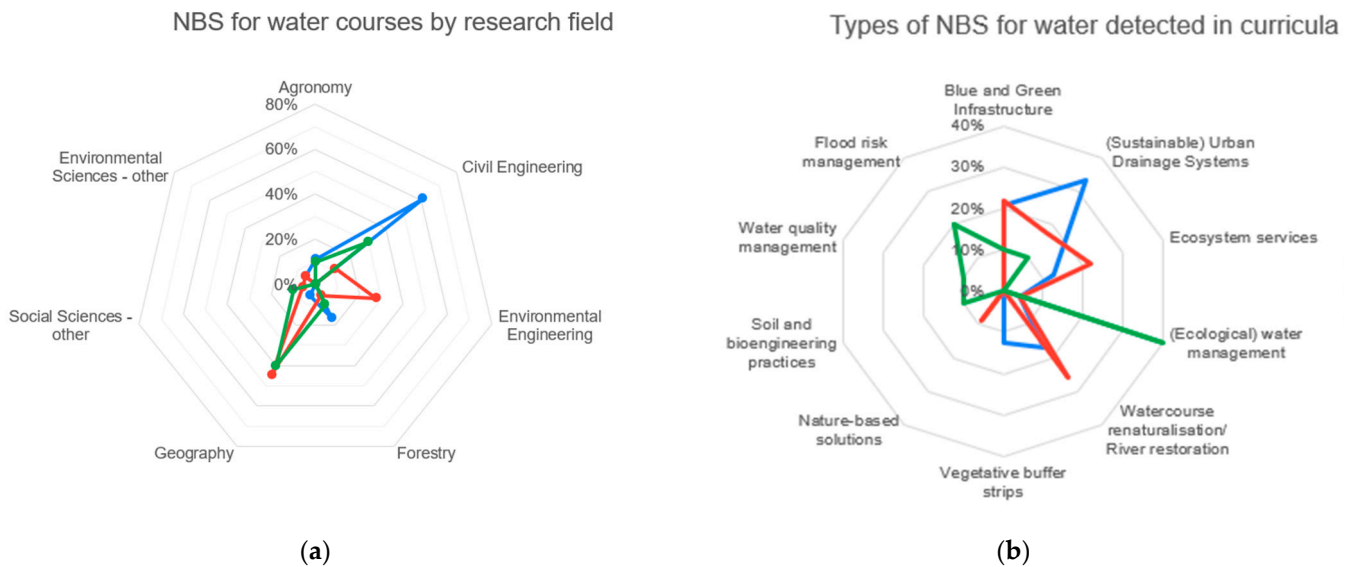 NBS for water courses by research field
Agronomy
80%
60%
40%
20%
0%
Civil Engineering
Environmental
Engineering
Forestry
Geography
Social Sciences -
other
Environmental
Sciences - other
(a)
Types of NBS for water detected in curricula
Blue and Green
Infrastructure
40%
30%
20%
10%
0%
(Sustainable) Urban
Drainage Systems
Ecosystem services
(Ecological) water
management
Watercourse
renaturalisation/
River restoration
Vegetative buffer
strips
Nature-based
solutions
Soil and
bioengineering
practices
Water quality
management
Flood risk
management
(b)